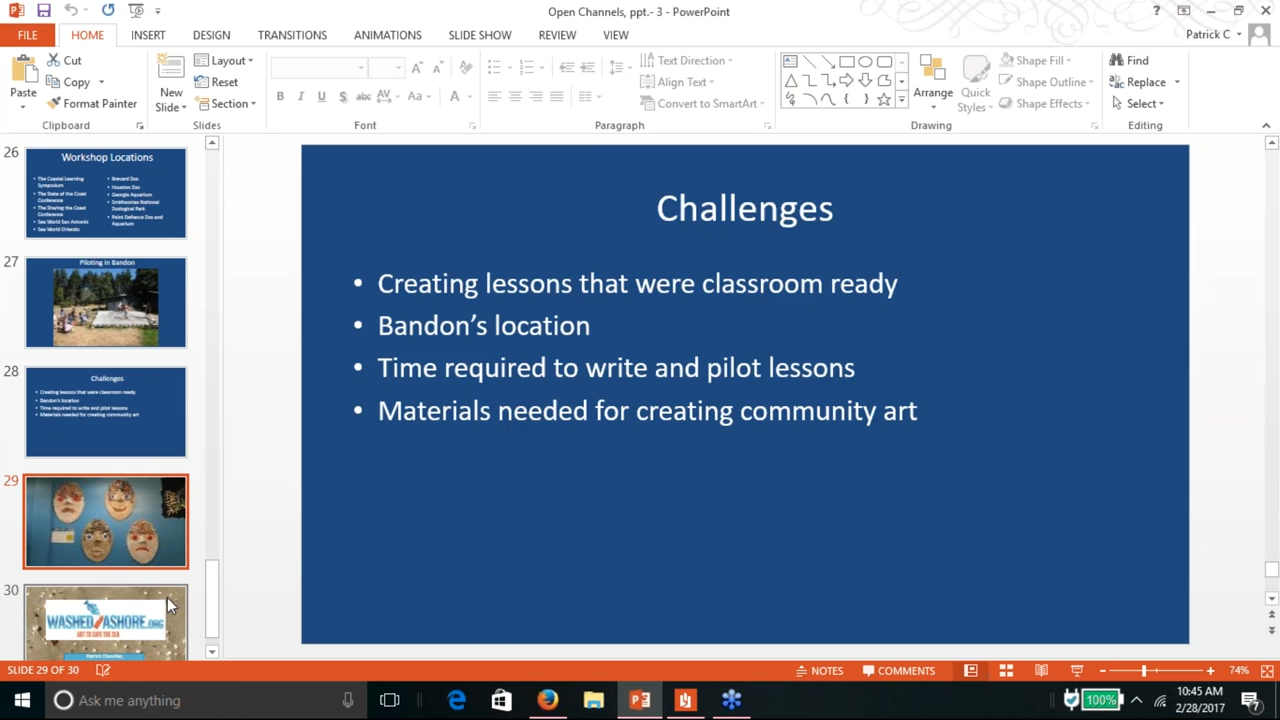 Open Channels, ppt.- 3 - PowerPoint
?
FILE
HOME
INSERT
DESIGN
TRANSITIONS
ANIMATIONS
SLIDE SHOW
REVIEW
VIEW
Patrick C
Paste
Cut
Copy
Format Painter
Clipboard
New
Slide
Layout
Reset
Section
Slides
B I U S abc AV Aa A
A A
Font
Text Direction
Align Text
Convert to SmartArt
Paragraph
Arrange
Quick
Styles
Shape Fill
Shape Outline
Shape Effects
Drawing
Find
Replace
Select
Editing
26
Workshop Locations
• The Coastal Learning
Symposium
• The State of the Coast
Conference
• The Sharing the Coast
Conference
• Sea World San Antonio
• Sea World Orlando
• Brevard Zoo
• Houston Zoo
• Georgia Aquarium
• Smithsonian National
Zoological Park
• Point Defiance Zoo and
Aquarium
27
Piloting in Bandon
28
Challenges
• Creating lessons that were classroom ready
• Bandon's location
• Time required to write and pilot lessons
• Materials needed for creating community art
29
30
WASHED ASHORE.ORG
ART TO SAVE THE SEA
Patrick Chandler,
Challenges
• Creating lessons that were classroom ready
• Bandon’s location
• Time required to write and pilot lessons
• Materials needed for creating community art
SLIDE 29 OF 30
NOTES
COMMENTS
74%
Ask me anything
100%
10:45 AM
2/28/2017
7